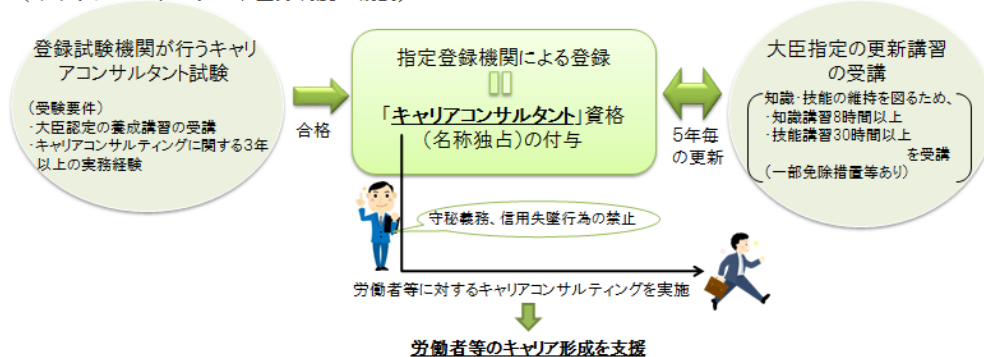 登録試験機関が行うキャリ
アコンサルタント試験
（受験要件）
・大臣認定の養成講習の受講
・キャリアコンサルティングに関する3年
以上の実務経験
合格
指定登録機関による登録
「キャリアコンサルタント」資格
（名称独占）の付与
5年毎
の更新
大臣指定の更新講習
の受講
知識・技能の維持を図るため、
・知識講習8時間以上
・技能講習30時間以上
を受講
（一部免除措置等あり）
守秘義務、信用失墜行為の禁止
労働者等に対するキャリアコンサルティングを実施
労働者等のキャリア形成を支援